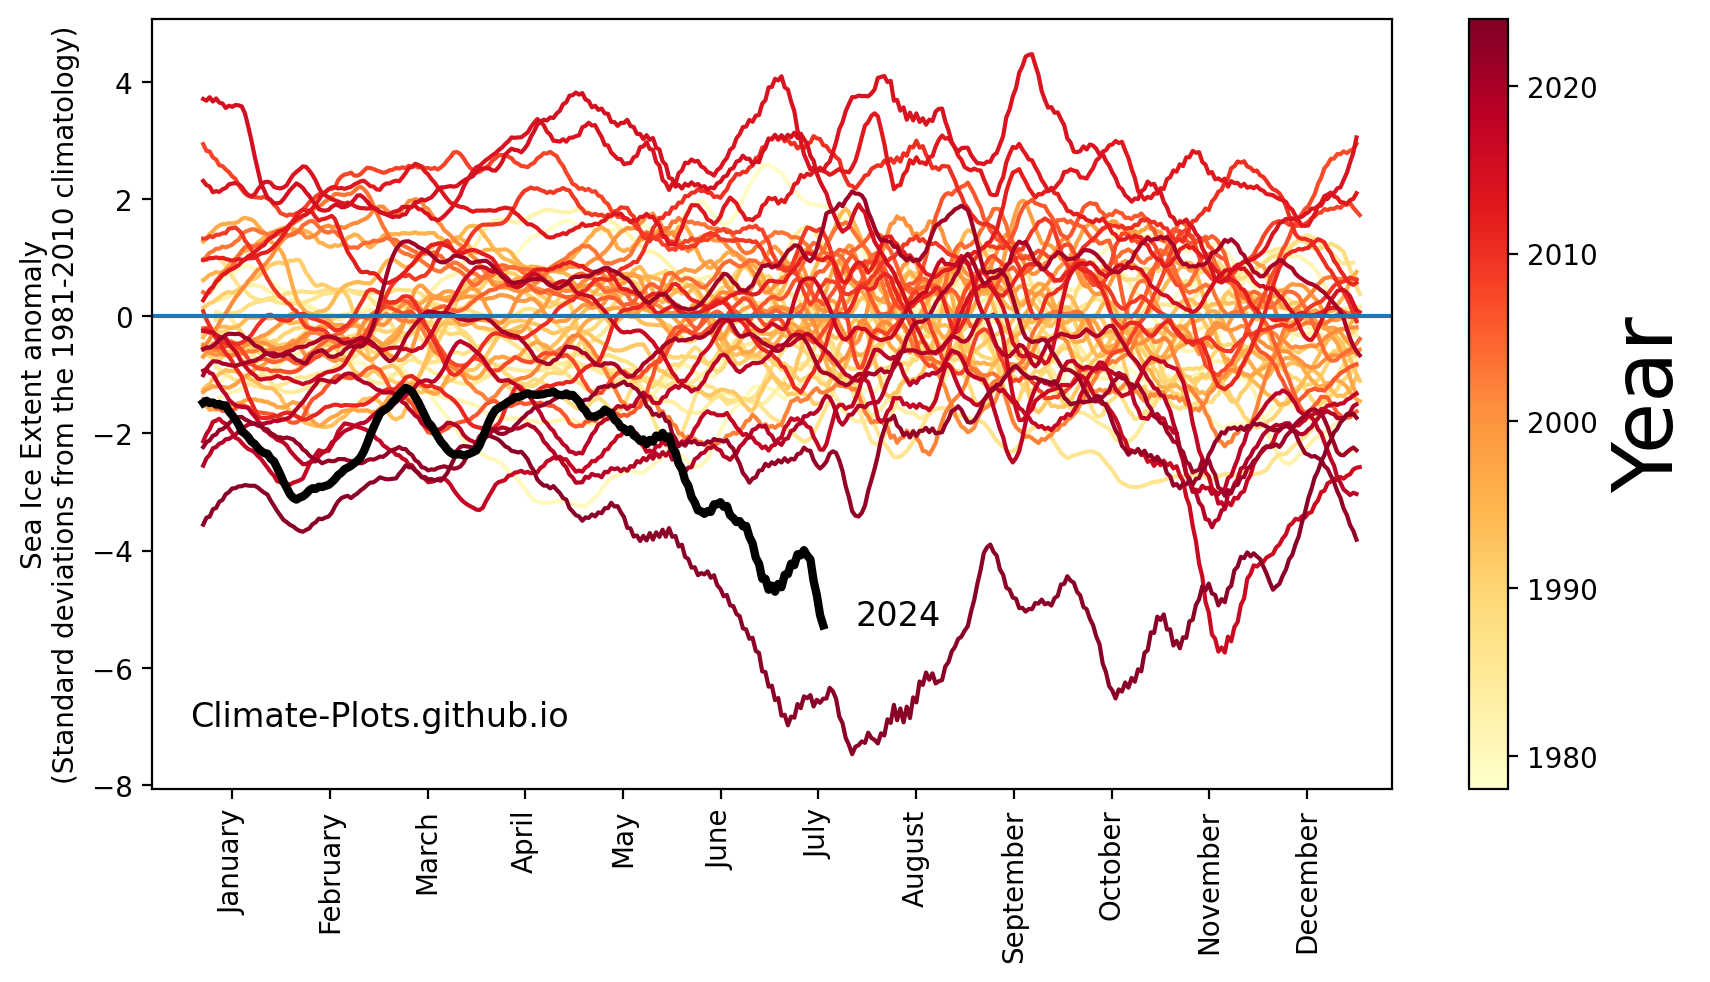 Sea Ice Extent anomaly
(Standard deviations from the 1981-2010 climatology)
4
2
0
−2
−4
−6
−8
2024
Climate-Plots.github.io
January
February
March
April
May
June
July
August
September
October
November
December
2020
2010
2000
1990
1980
Year